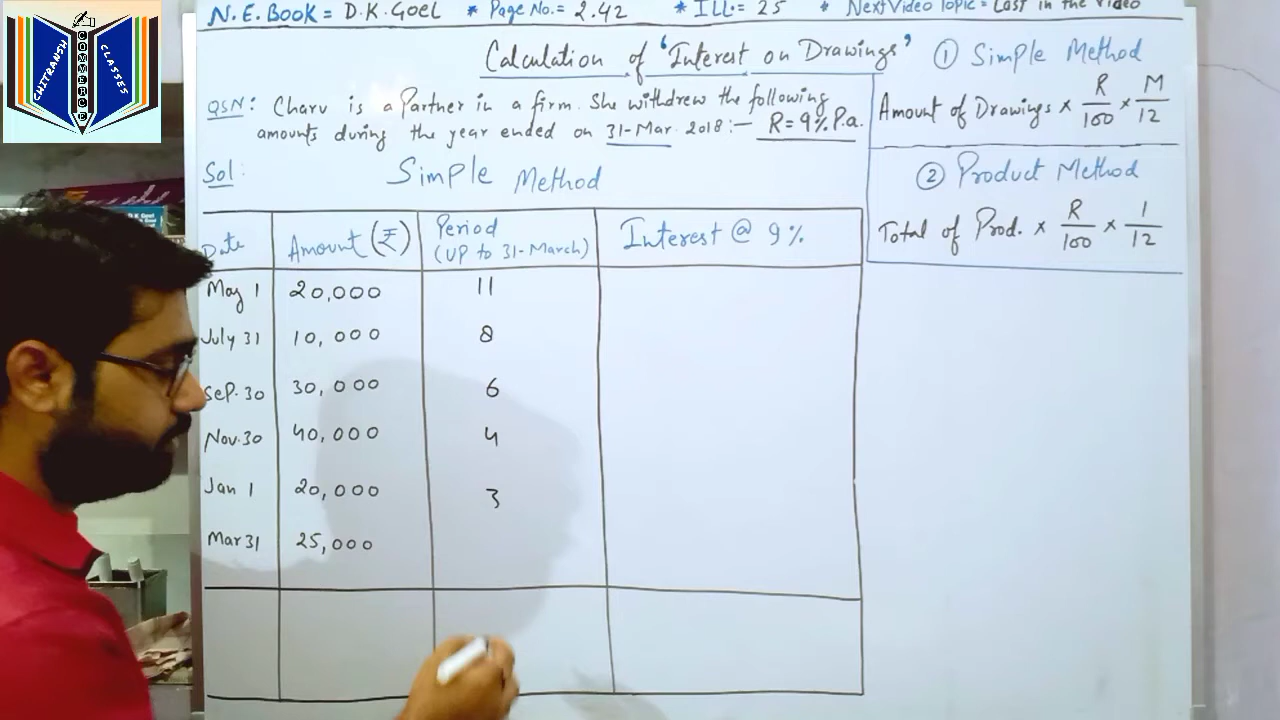 N.E. BOOK = D.K. GOEL * Page No. = 2.42 * ILL. = 25 * Next Video Topic = Last in the Video
Calculation of 'Interest on Drawings'
QSN: Charu is a Partner in a firm. She withdrew the following
amounts during the year ended on 31-Mar. 2018:— R = 9% P.a.
Sol: Simple Method
Date Amount (₹) Period (UP to 31-March) Interest @ 9%
May 1 20,000 11
July 31 10,000 8
Sep. 30 30,000 6
Nov. 30 40,000 4
Jan 1 20,000 3
Mar 31 25,000
① Simple Method
Amount of Drawings × R/100 × M/12
② Product Method
Total of Prod. × R/100 × 1/12
CHITRANSH
COMMERCE
CLASSES